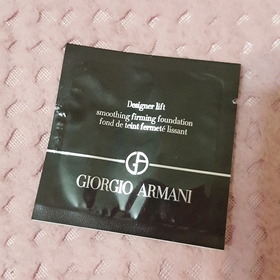 Designer lift
smoothing firming foundation
fond de teint fermeté lissant
GIORGIO ARMANI